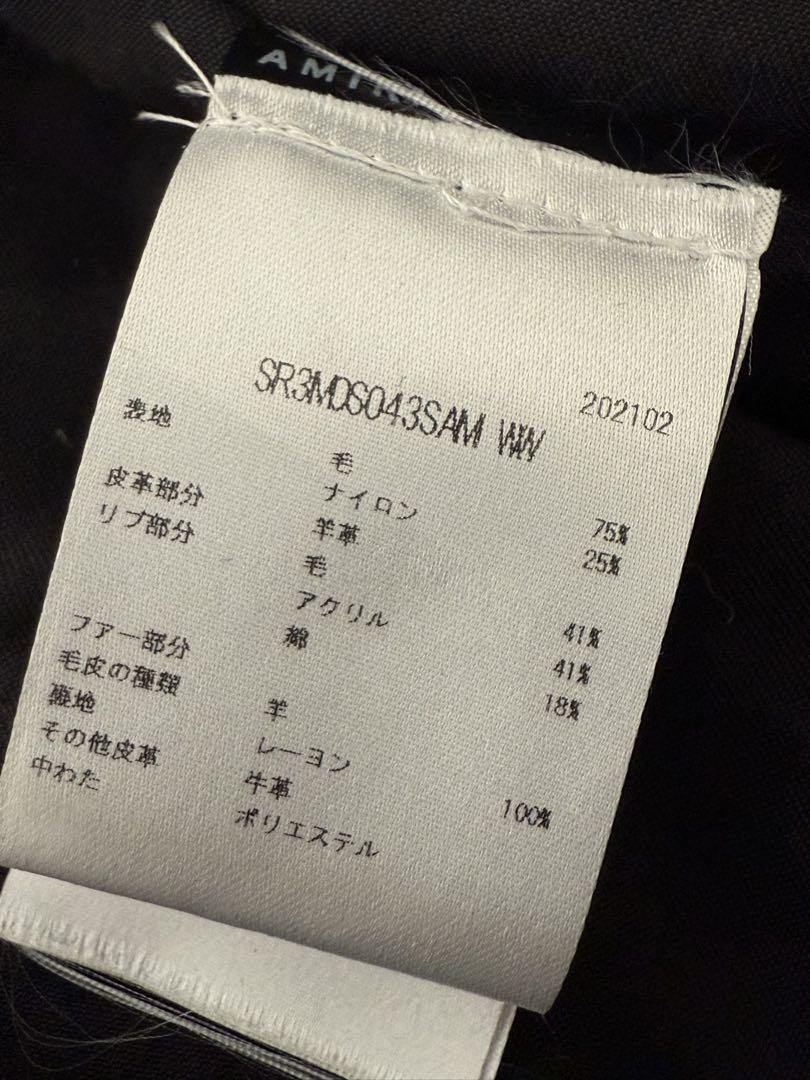 AMIR
SR3MDS043SAM WW 202102
表地 毛 75%
ナイロン 25%
皮革部分 羊革
リブ部分 毛 41%
アクリル 41%
綿 18%
ファー部分
毛皮の種類 羊
裏地 レーヨン 100%
その他皮革 牛革
中わた ポリエステル